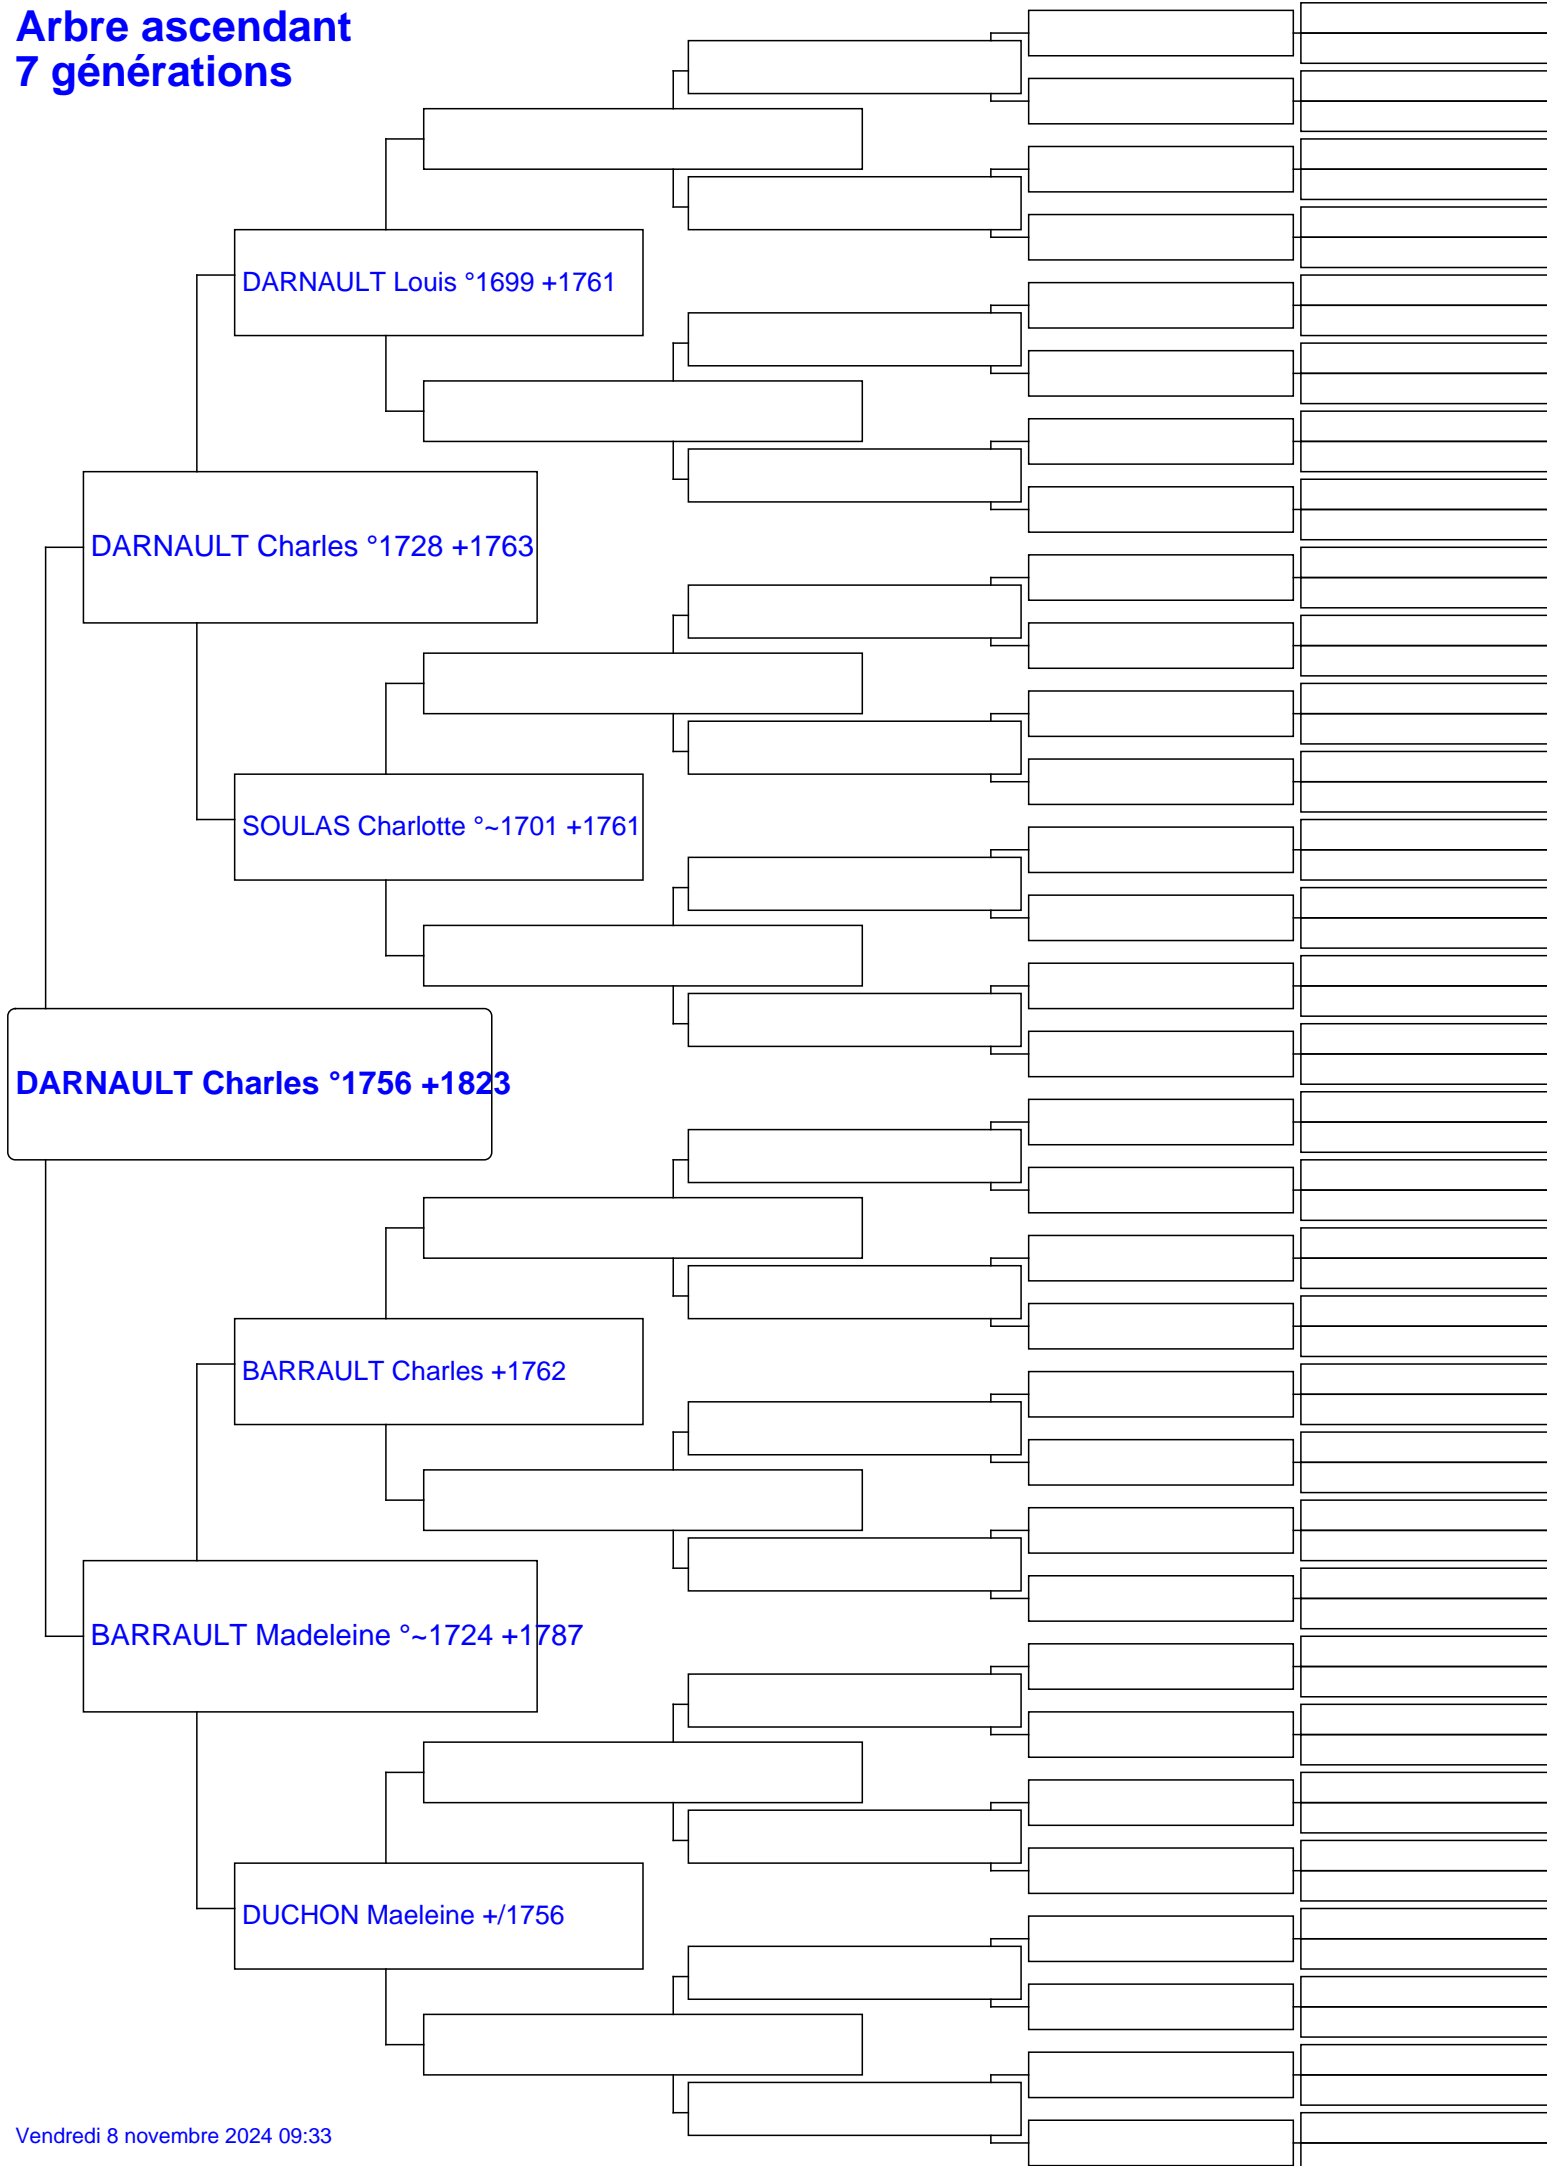 Arbre ascendant
7 générations
DARNAULT Louis °1699 +1761
DARNAULT Charles °1728 +1763
SOULAS Charlotte °~1701 +1761
DARNAULT Charles °1756 +1823
BARRAULT Charles +1762
BARRAULT Madeleine °~1724 +1787
DUCHON Maeleine +/1756
Vendredi 8 novembre 2024 09:33